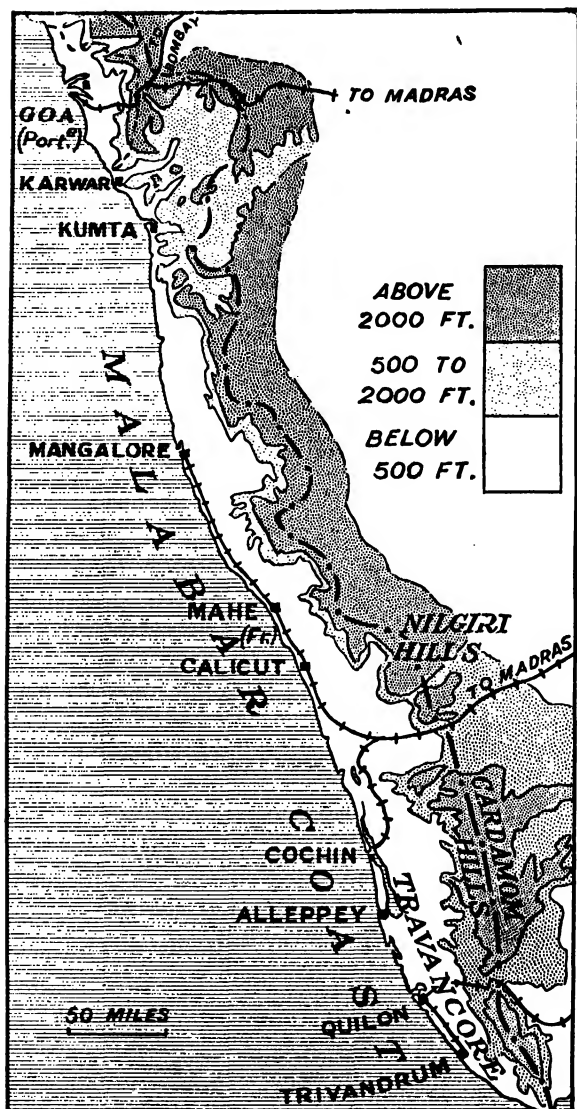 BOMBAY
TO MADRAS
GOA
(Port.)
KARWAR
KUMTA
ABOVE
2000 FT.
500 TO
2000 FT.
BELOW
500 FT.
MALABAR
MANGALORE
MAHE
(Fr.)
CALICUT
NILGIRI
HILLS
TO MADRAS
CARDAMOM
HILLS
COAST
COCHIN
ALLEPPEY
TRAVANCORE
50 MILES
QUILON
TRIVANDRUM